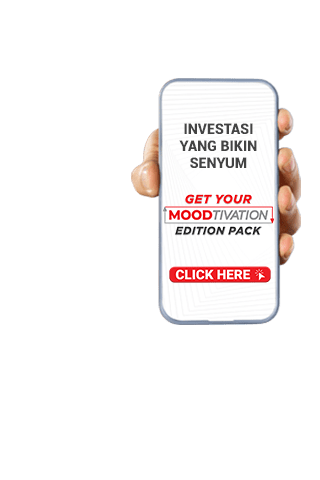 INVESTASI
YANG BIKIN
SENYUM
GET YOUR
MOODTIVATION
EDITION PACK
CLICK HERE